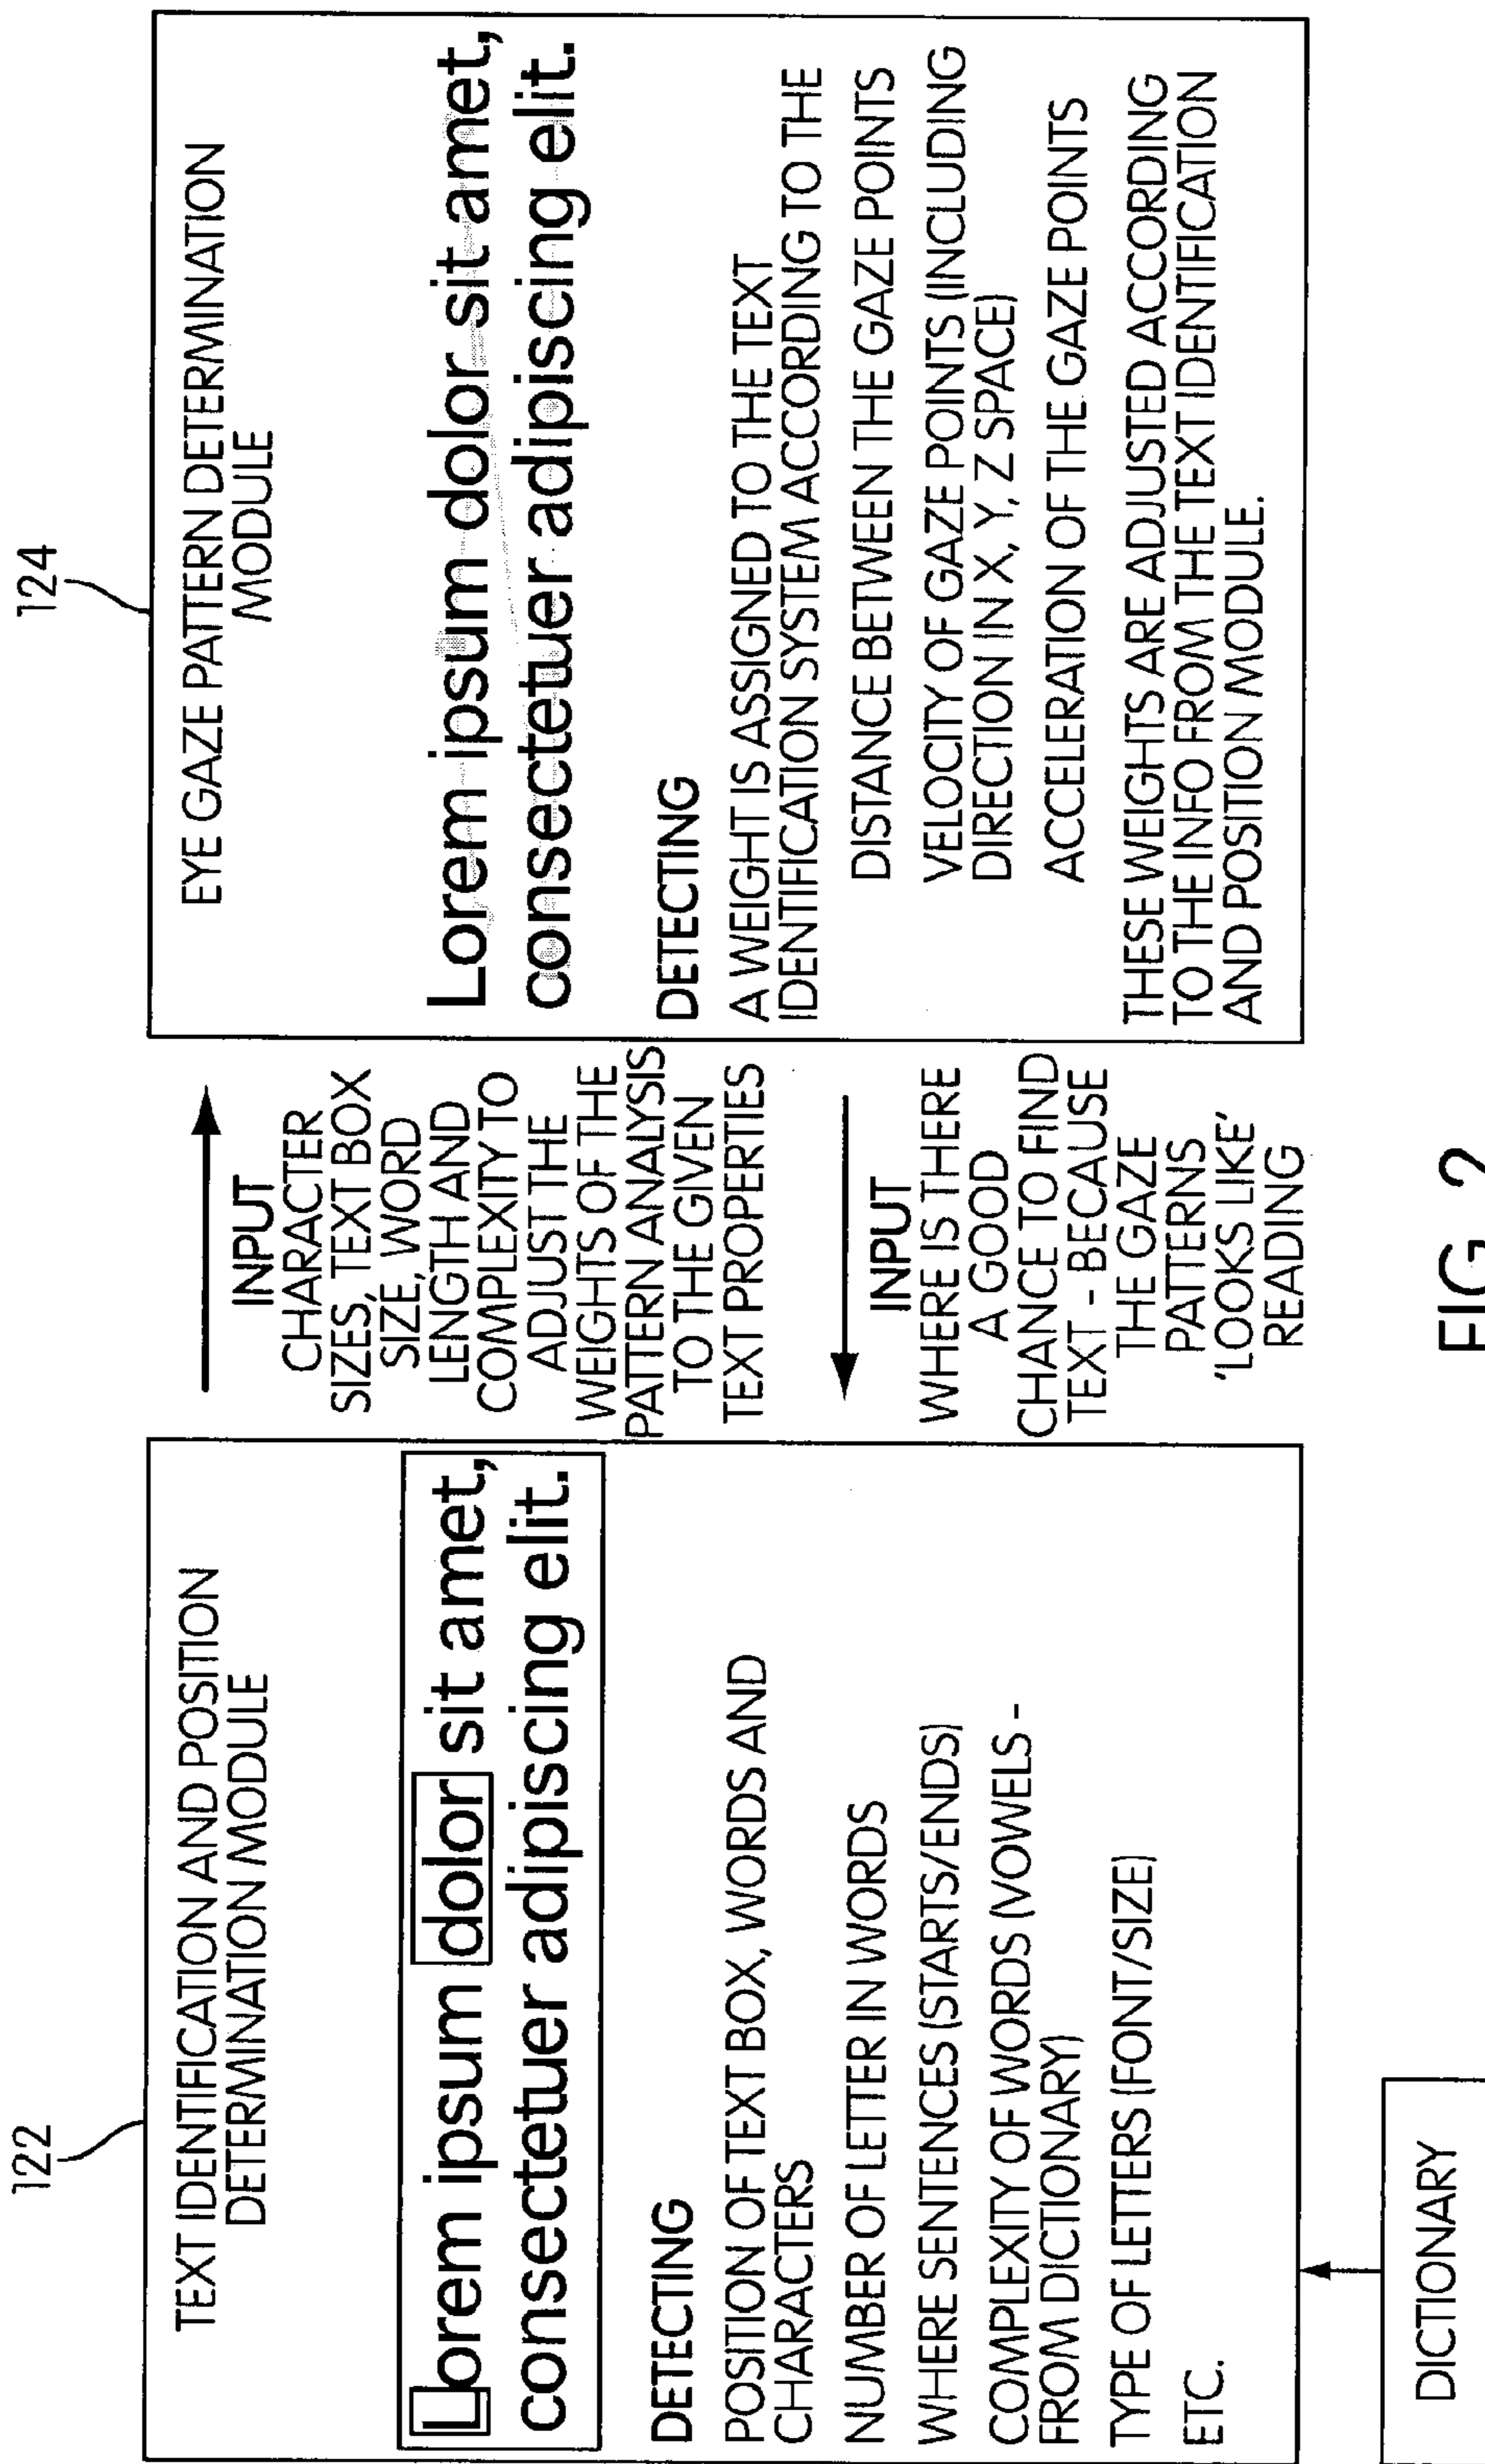 122
TEXT IDENTIFICATION AND POSITION
DETERMINATION MODULE
Lorem ipsum dolor sit amet,
consectetuer adipiscing elit.
DETECTING
POSITION OF TEXT BOX, WORDS AND
CHARACTERS
NUMBER OF LETTER IN WORDS
WHERE SENTENCES (STARTS/ENDS)
COMPLEXITY OF WORDS (VOWELS -
FROM DICTIONARY)
TYPE OF LETTERS (FONT/SIZE)
ETC.
DICTIONARY
INPUT
CHARACTER
SIZES, TEXT BOX
SIZE, WORD
LENGTH AND
COMPLEXITY TO
ADJUST THE
WEIGHTS OF THE
PATTERN ANALYSIS
TO THE GIVEN
TEXT PROPERTIES
INPUT
WHERE IS THERE
A GOOD
CHANCE TO FIND
TEXT - BECAUSE
THE GAZE
PATTERNS
'LOOKS LIKE'
READING
124
EYE GAZE PATTERN DETERMINATION
MODULE
Lorem ipsum dolor sit amet,
consectetuer adipiscing elit.
DETECTING
A WEIGHT IS ASSIGNED TO THE TEXT
IDENTIFICATION SYSTEM ACCORDING TO THE
DISTANCE BETWEEN THE GAZE POINTS
VELOCITY OF GAZE POINTS (INCLUDING
DIRECTION IN X, Y, Z SPACE)
ACCELERATION OF THE GAZE POINTS
THESE WEIGHTS ARE ADJUSTED ACCORDING
TO THE INFO FROM THE TEXT IDENTIFICATION
AND POSITION MODULE.
FIG. 2